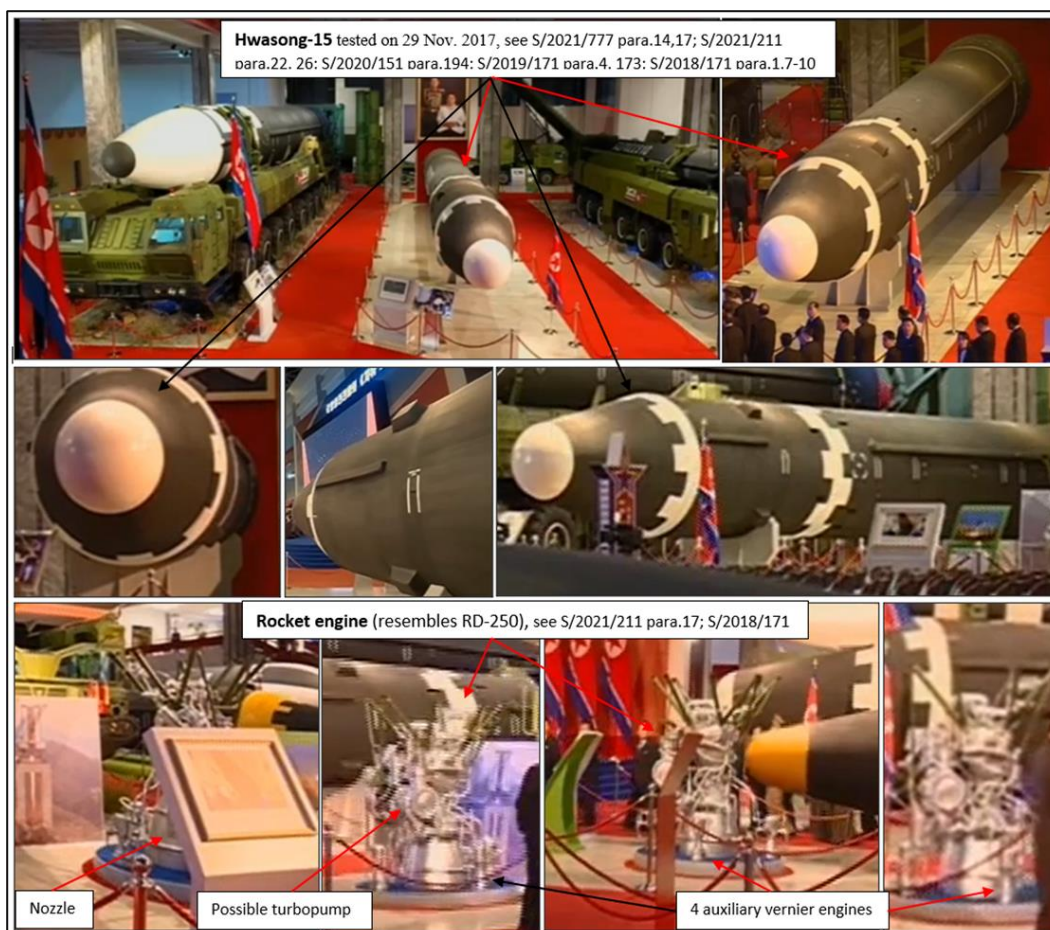 Hwasong-15 tested on 29 Nov. 2017, see S/2021/777 para.14,17; S/2021/211
para.22, 26; S/2020/151 para.194; S/2019/171 para.4, 173; S/2018/171 para.1.7-10
Rocket engine (resembles RD-250), see S/2021/211 para.17; S/2018/171
Nozzle
Possible turbopump
4 auxiliary vernier engines